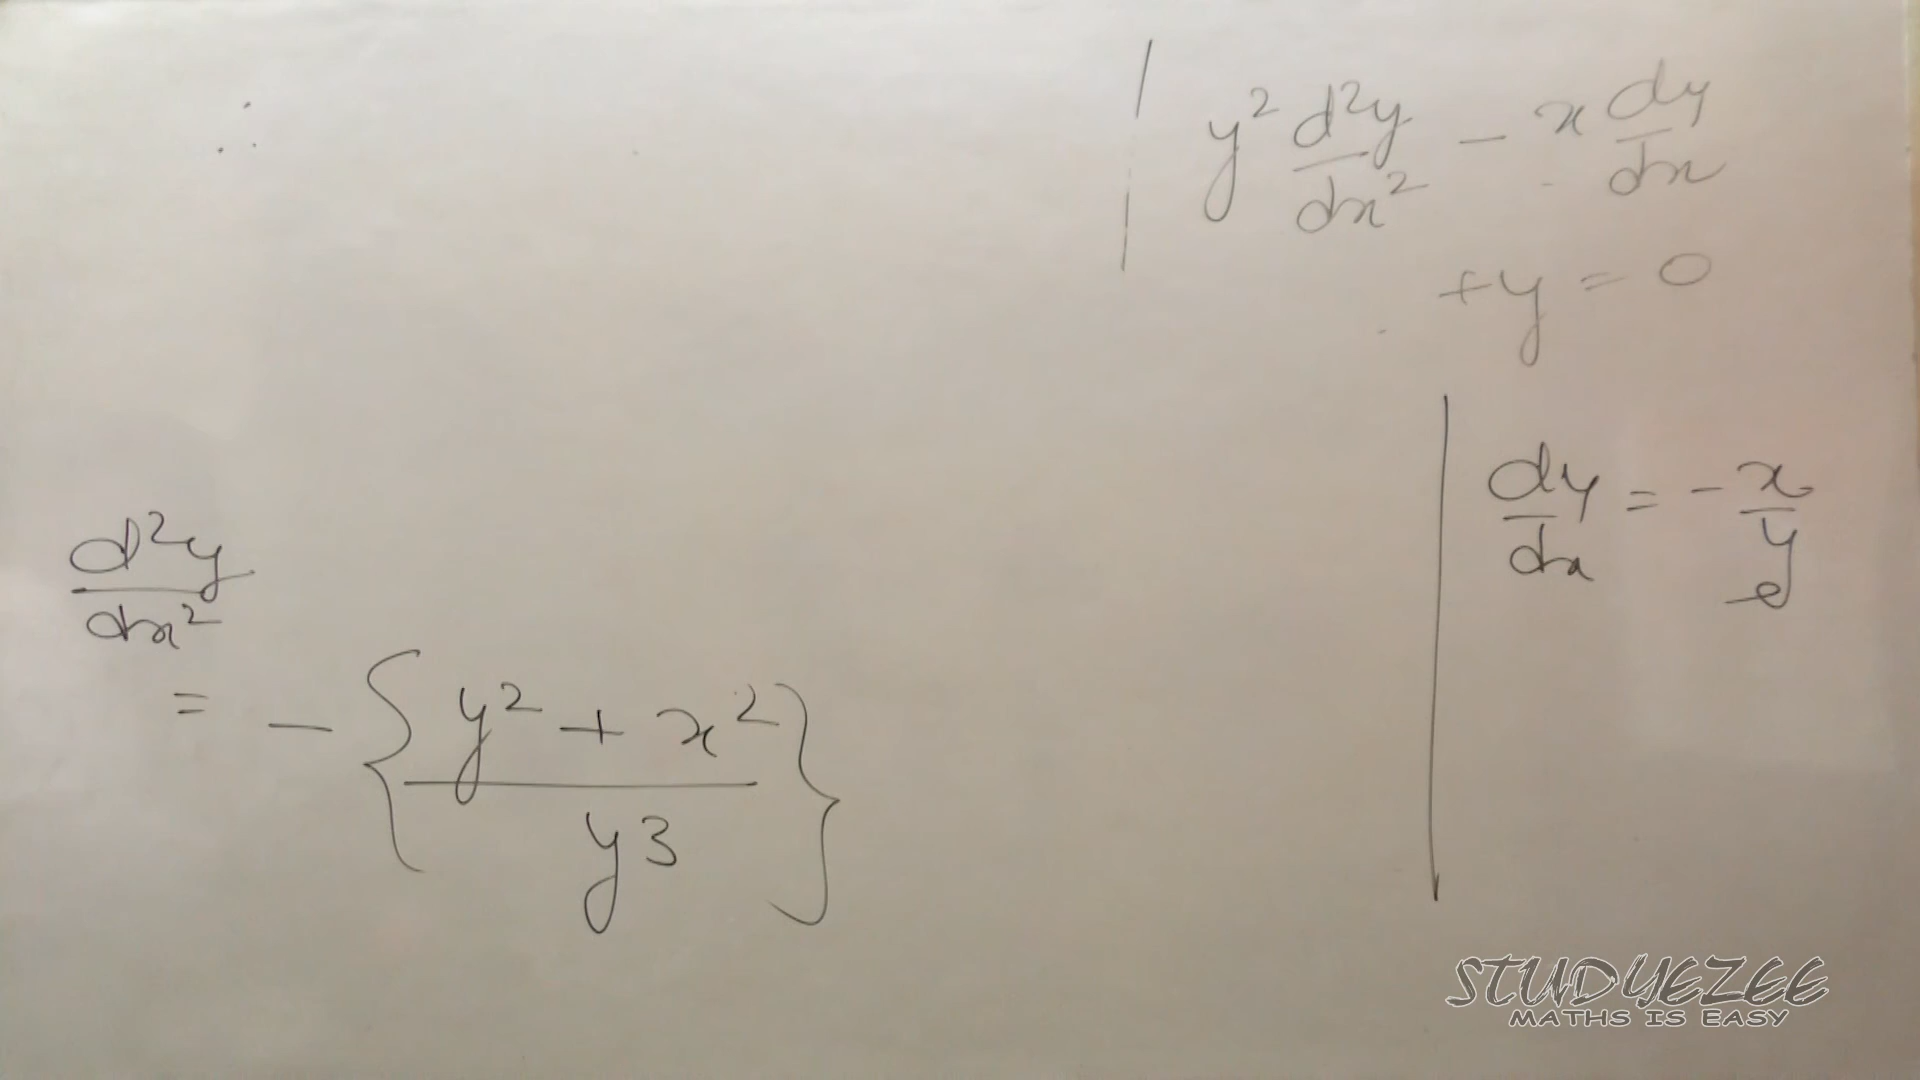 ∴
y² d²y/dx² - x dy/dx
+ y = 0
dy/dx = - x/y
d²y/dx²
= - { y² + x² / y³ }
STUDYEZEE
MATHS IS EASY